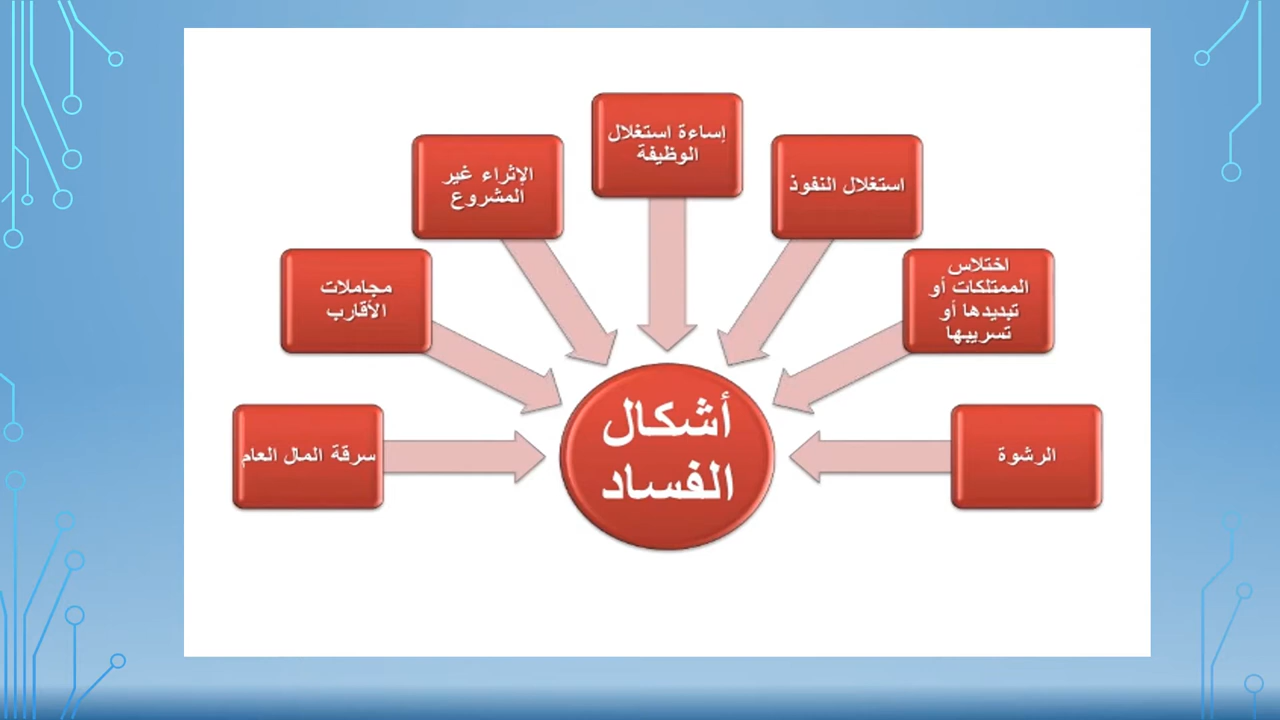 إساءة استغلال
الوظيفة
استغلال النفوذ
الإثراء غير
المشروع
اختلاس
الممتلكات أو
تبديدها أو
تسريبها
مجاملات
الأقارب
الرشوة
سرقة المال العام
أشكال
الفساد